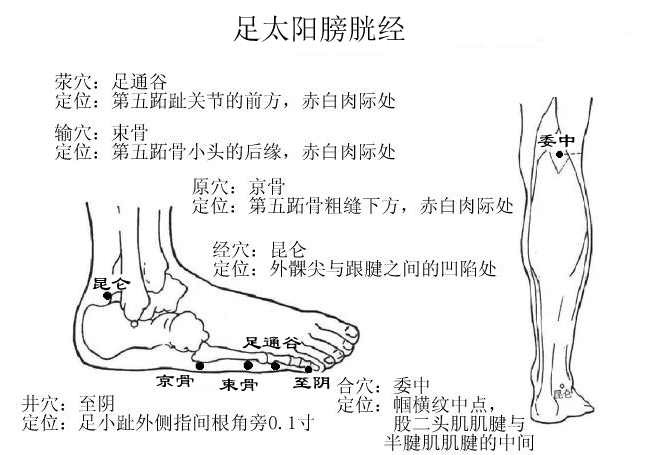 足太阳膀胱经
荥穴：足通谷
定位：第五跖趾关节的前方，赤白肉际处
输穴：束骨
定位：第五跖骨小头的后缘，赤白肉际处
委中
原穴：京骨
定位：第五跖骨粗缝下方，赤白肉际处
经穴：昆仑
定位：外髁尖与跟腱之间的凹陷处
昆仑
足通谷
京骨
束骨
至阴
昆仑
井穴：至阴
定位：足小趾外侧指间根角旁0.1寸
合穴：委中
定位：帼横纹中点，
股二头肌肌腱与
半腱肌肌腱的中间